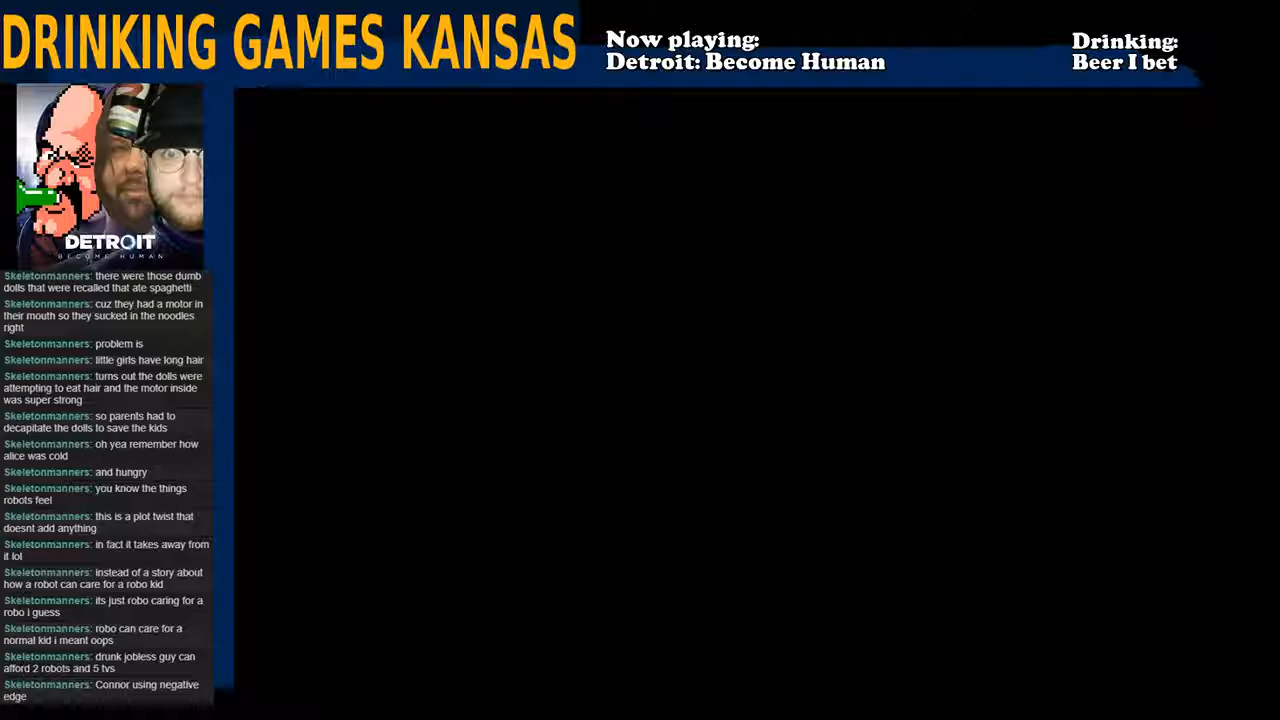 DRINKING GAMES KANSAS
Now playing:
Detroit: Become Human
Drinking:
Beer I bet
DETROIT
BECOME HUMAN
Skeletonmanners: there were those dumb
dolls that were recalled that ate spaghetti
Skeletonmanners: cuz they had a motor in
their mouth so they sucked in the noodles
right
Skeletonmanners: problem is
Skeletonmanners: little girls have long hair
Skeletonmanners: turns out the dolls were
attempting to eat hair and the motor inside
was super strong
Skeletonmanners: so parents had to
decapitate the dolls to save the kids
Skeletonmanners: oh yea remember how
alice was cold
Skeletonmanners: and hungry
Skeletonmanners: you know the things
robots feel
Skeletonmanners: this is a plot twist that
doesnt add anything
Skeletonmanners: in fact it takes away from
it lol
Skeletonmanners: instead of a story about
how a robot can care for a robo kid
Skeletonmanners: its just robo caring for a
robo i guess
Skeletonmanners: robo can care for a
normal kid i meant oops
Skeletonmanners: drunk jobless guy can
afford 2 robots and 5 tvs
Skeletonmanners: Connor using negative
edge